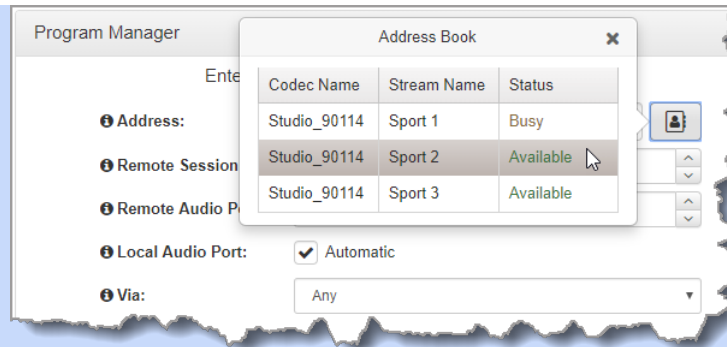 Program Manager
Address Book
Ente
Codec Name Stream Name Status
Address:
Studio_90114 Sport 1 Busy
Studio_90114 Sport 2 Available
Remote Session
Studio_90114 Sport 3 Available
Remote Audio P
Local Audio Port: Automatic
Via: Any